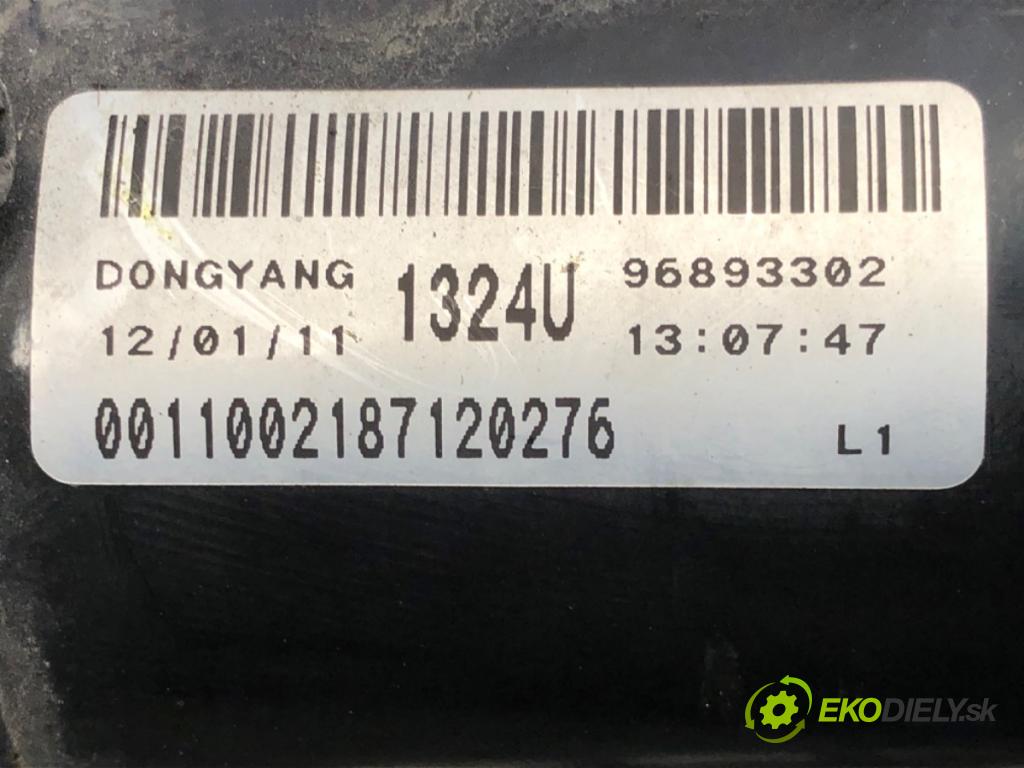 DONGYANG 1324U 96893302
12/01/11 13:07:47
0011002187120276 L1
EKODIELY.sk